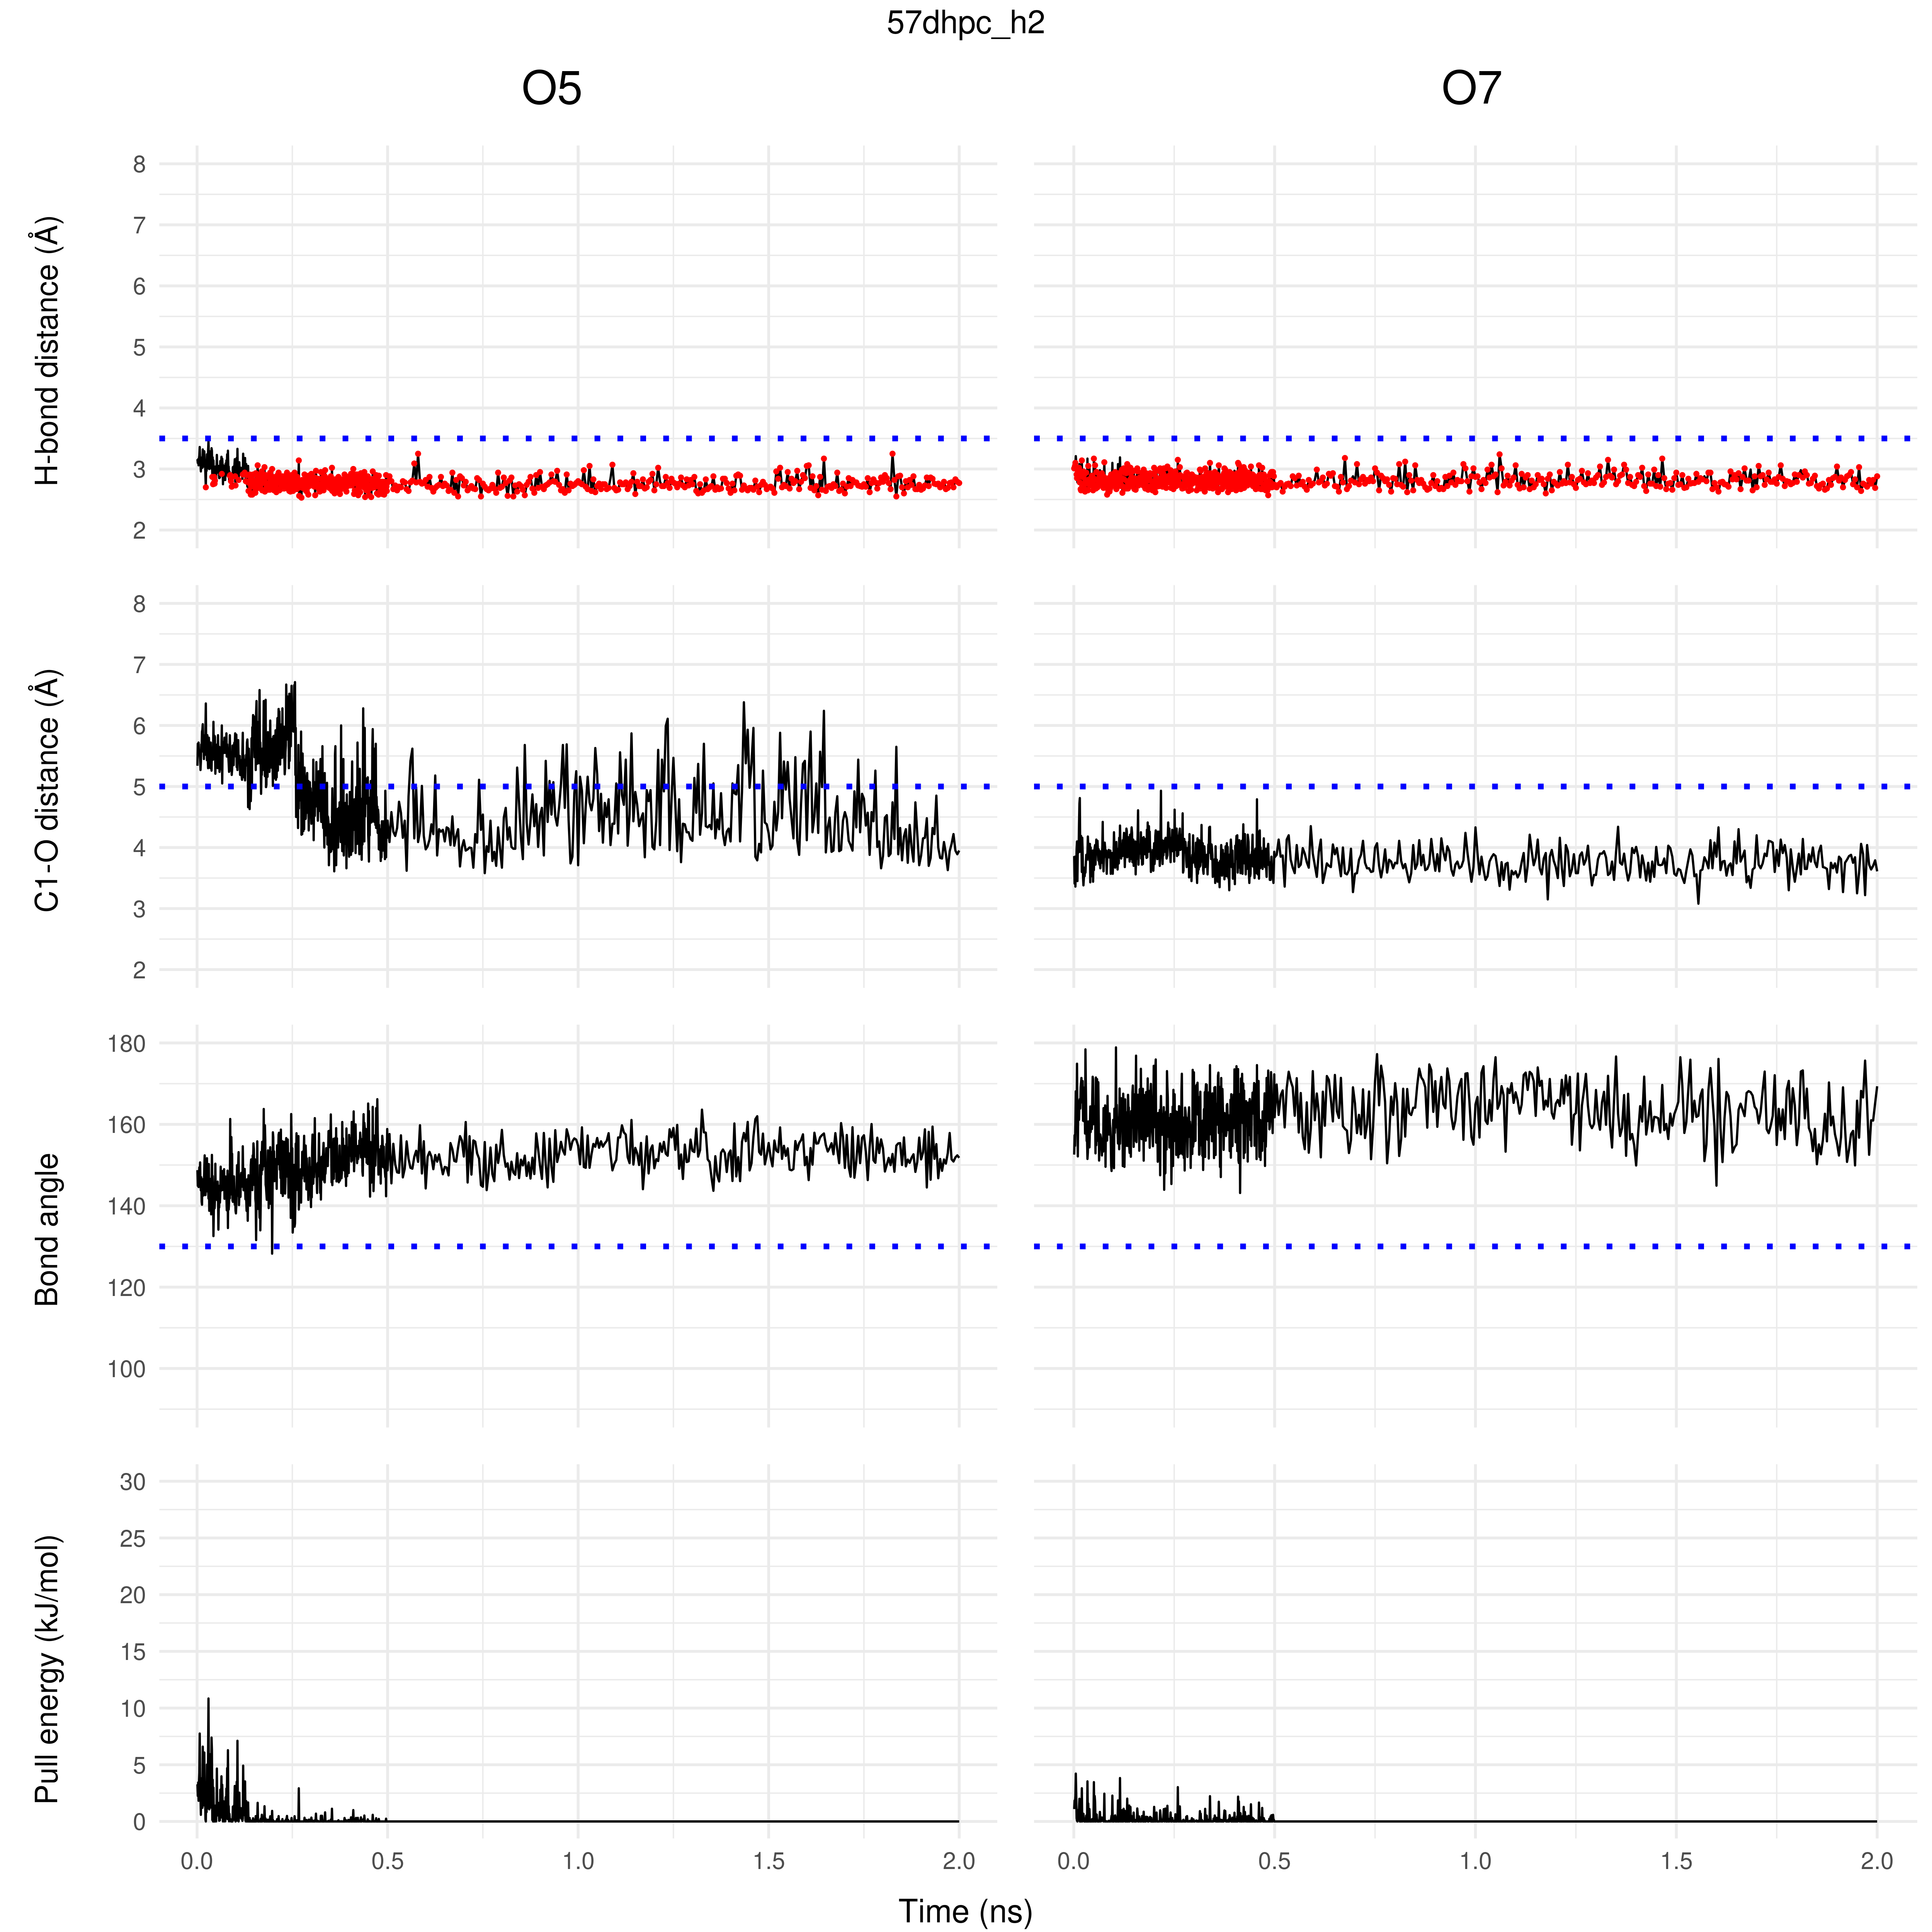 57dhpc_h2
O5
O7
H-bond distance (Å)
8
7
6
5
4
3
2
C1-O distance (Å)
8
7
6
5
4
3
2
Bond angle
180
160
140
120
100
Pull energy (kJ/mol)
30
25
20
15
10
5
0
0.0 0.5 1.0 1.5 2.0
0.0 0.5 1.0 1.5 2.0
Time (ns)